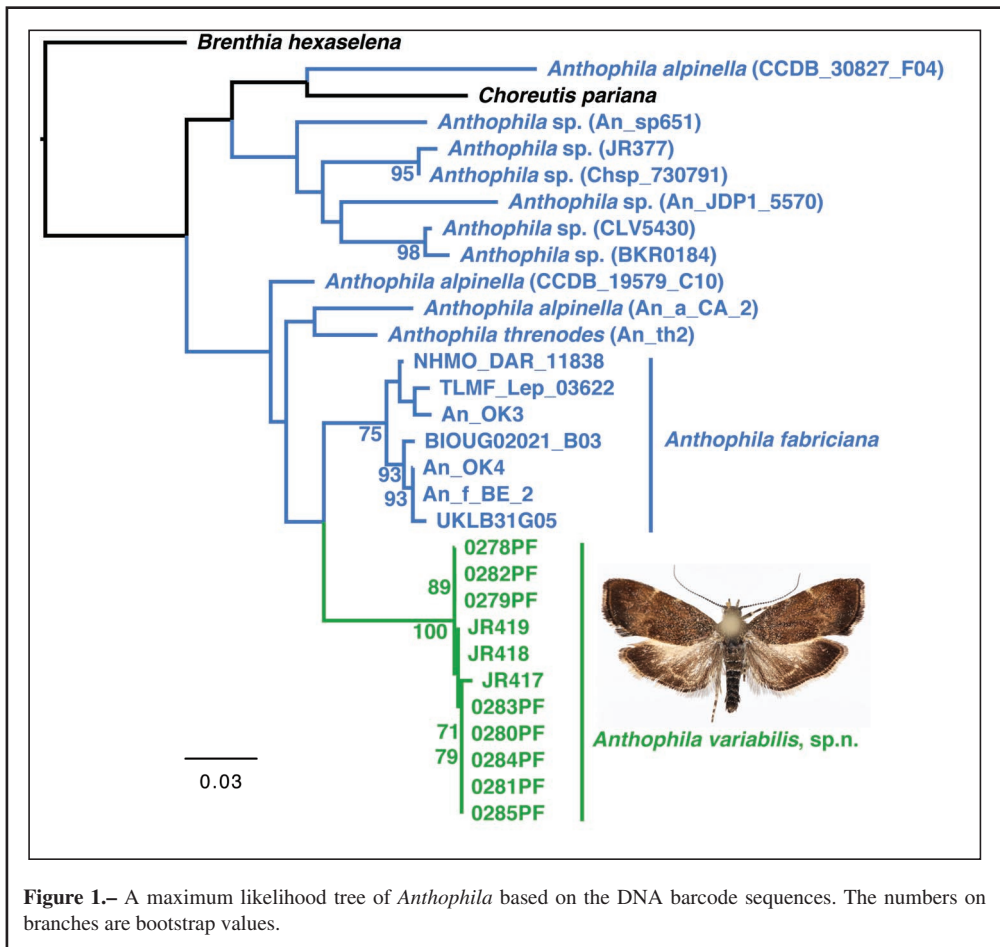 Brenthia hexaselena
Anthophila alpinella (CCDB_30827_F04)
Choreutis pariana
Anthophila sp. (An_sp651)
Anthophila sp. (JR377)
95
Anthophila sp. (Chsp_730791)
Anthophila sp. (An_JDP1_5570)
Anthophila sp. (CLV5430)
98
Anthophila sp. (BKR0184)
Anthophila alpinella (CCDB_19579_C10)
Anthophila alpinella (An_a_CA_2)
Anthophila threnodes (An_th2)
NHMO_DAR_11838
TLMF_Lep_03622
An_OK3
75
BIOUG02021_B03
Anthophila fabriciana
93
An_OK4
93
An_f_BE_2
UKLB31G05
0278PF
0282PF
89
0279PF
100
JR419
JR418
JR417
0283PF
71
0280PF
Anthophila variabilis, sp.n.
79
0284PF
0281PF
0285PF
0.03
Figure 1.– A maximum likelihood tree of Anthophila based on the DNA barcode sequences. The numbers on
branches are bootstrap values.